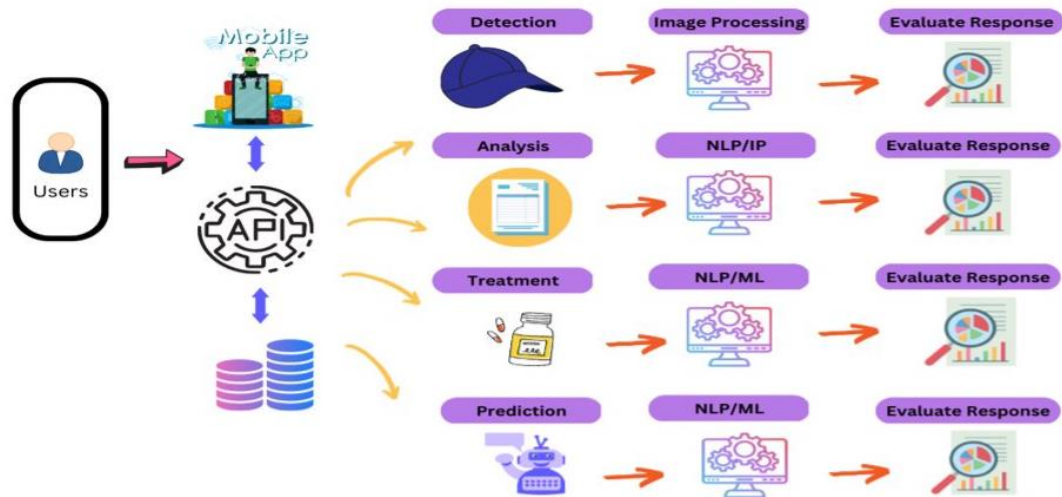 Mobile
App
Users
API
Detection
Image Processing
Evaluate Response
Analysis
NLP/IP
Evaluate Response
Treatment
NLP/ML
Evaluate Response
Prediction
NLP/ML
Evaluate Response